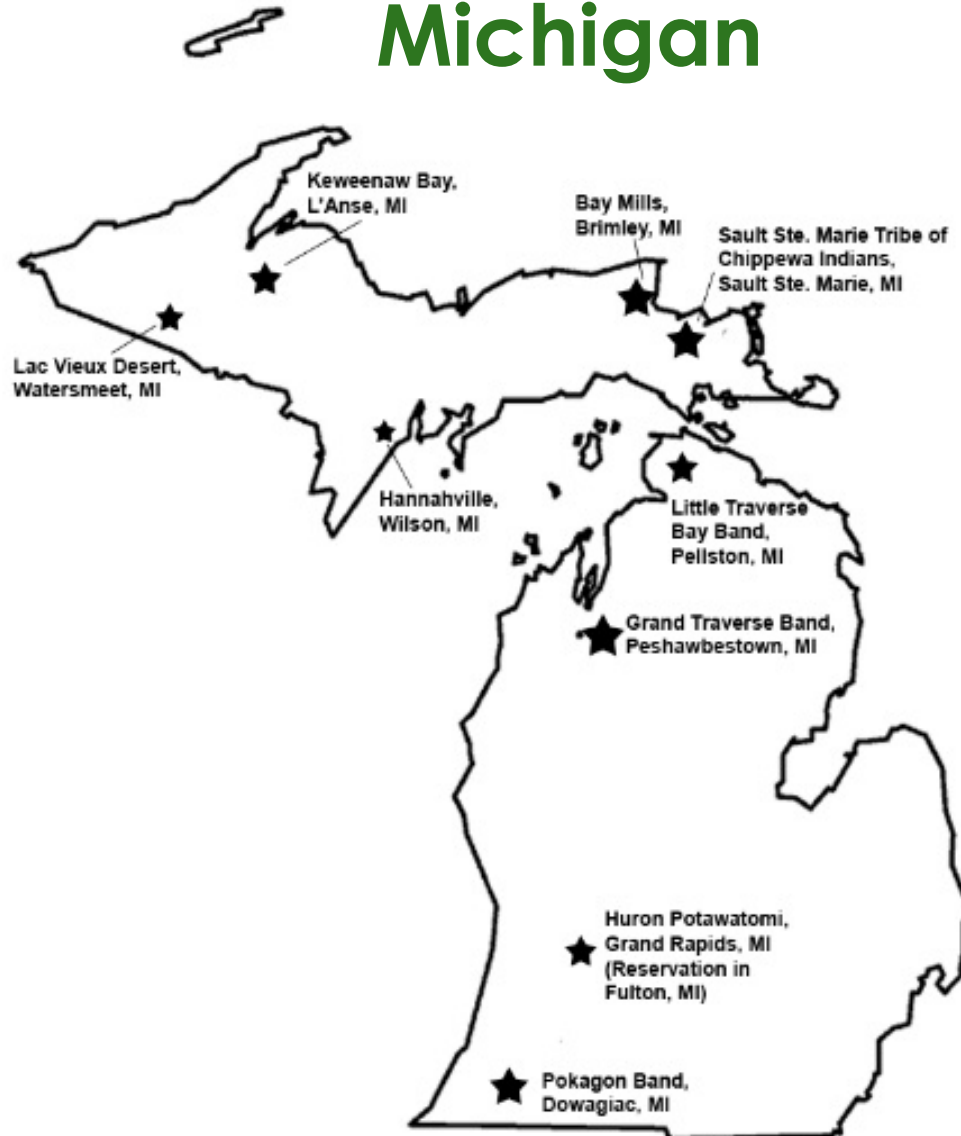 Michigan
Keweenaw Bay,
L'Anse, MI
Bay Mills,
Brimley, MI
Sault Ste. Marie Tribe of
Chippewa Indians,
Sault Ste. Marie, MI
Lac Vieux Desert,
Watersmeet, MI
Hannahville,
Wilson, MI
Little Traverse
Bay Band,
Pellston, MI
Grand Traverse Band,
Peshawbestown, MI
Huron Potawatomi,
Grand Rapids, MI
(Reservation in
Fulton, MI)
Pokagon Band,
Dowagiac, MI